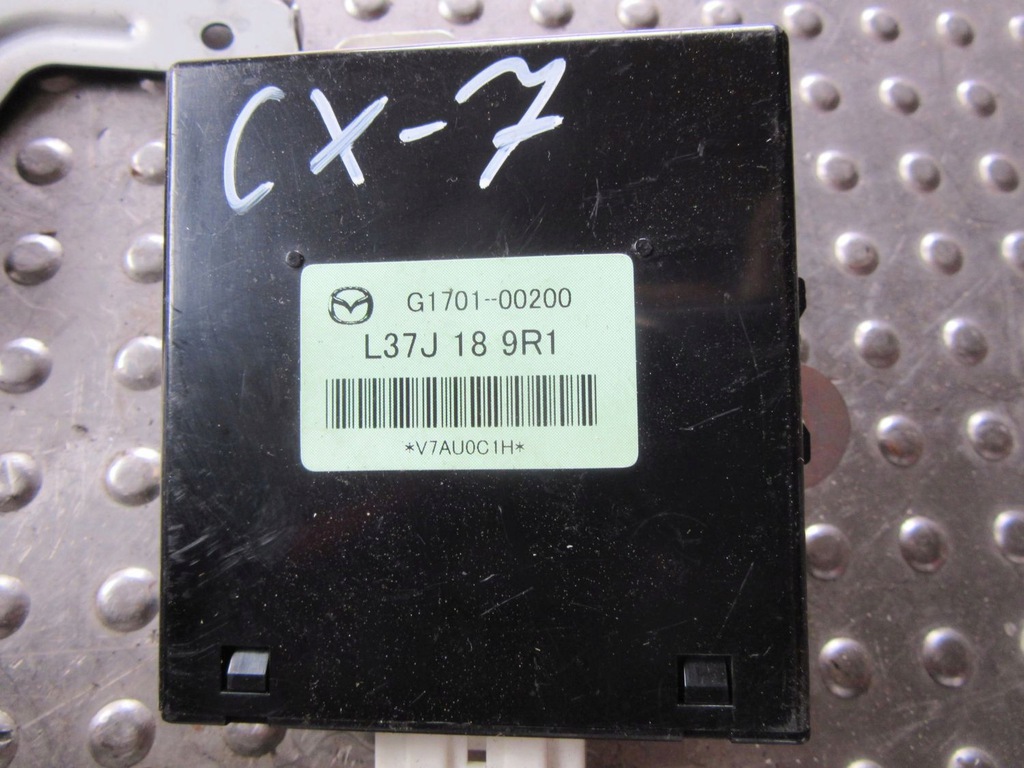 CX-7
G1701--00200
L37J 18 9R1
*V7AU0C1H*